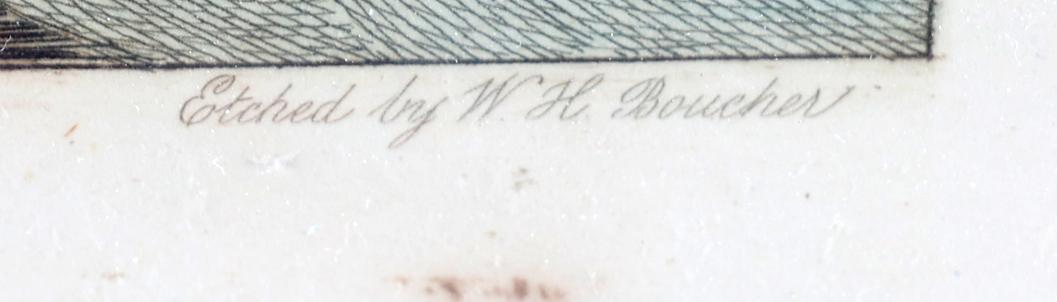 Etched by W. H. Boucher